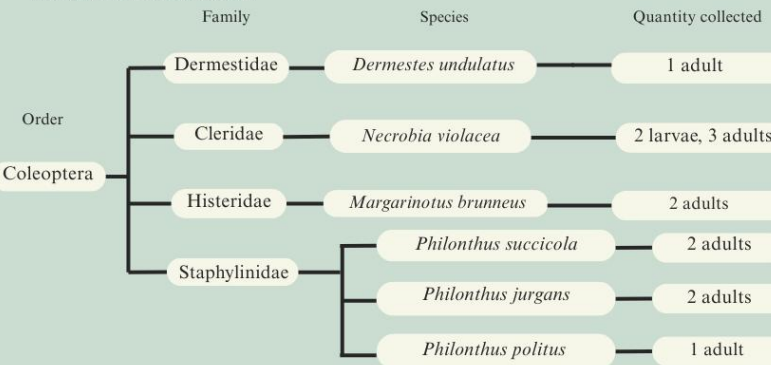 Family Species Quantity collected
Dermestidae Dermestes undulatus 1 adult
Order
Cleridae Necrobia violacea 2 larvae, 3 adults
Coleoptera
Histeridae Margarinotus brunneus 2 adults
Philonthus succicola 2 adults
Staphylinidae
Philonthus jurgans 2 adults
Philonthus politus 1 adult